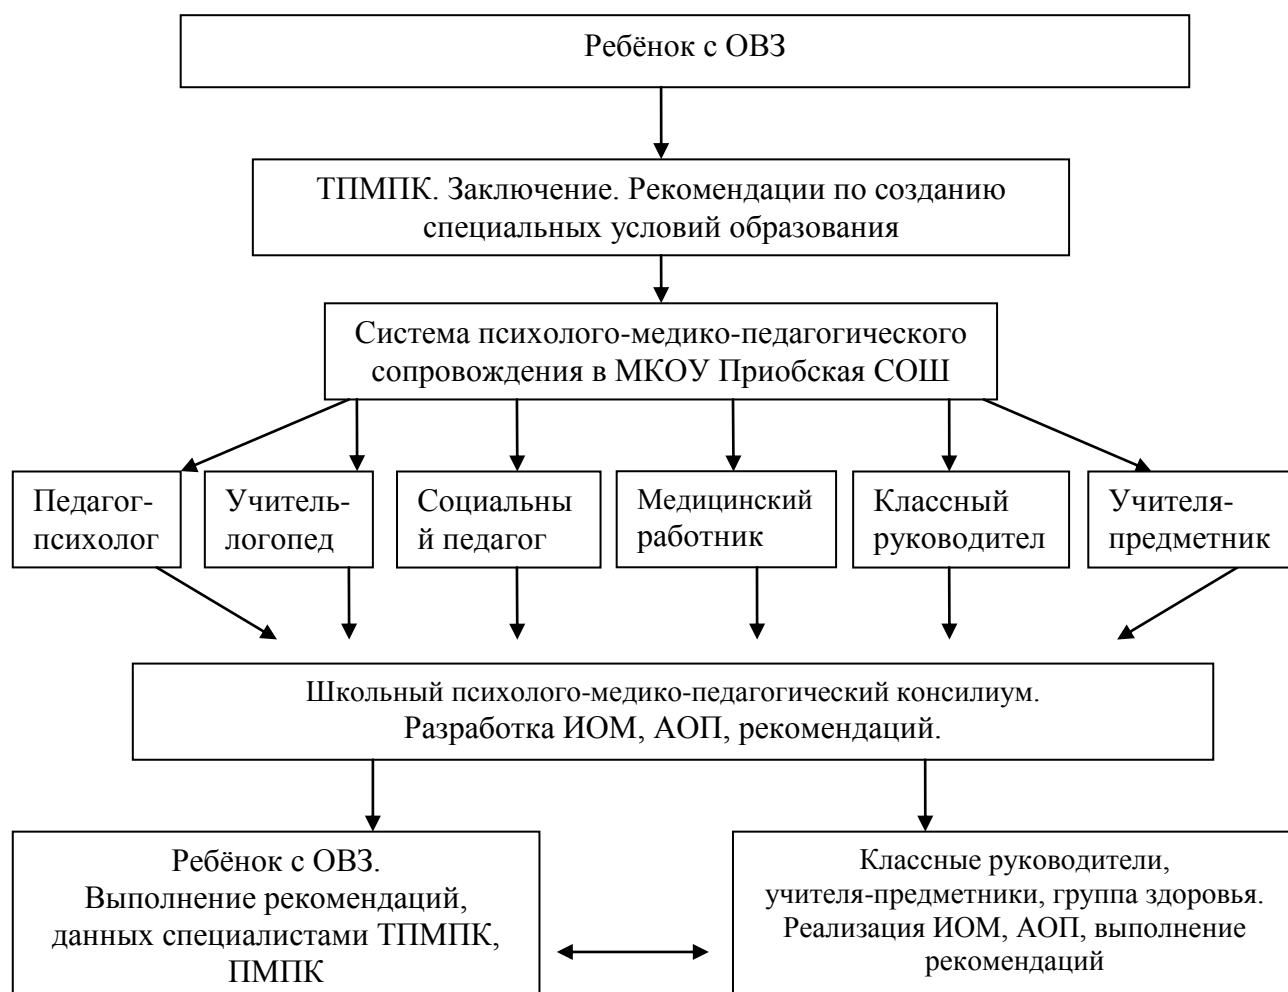 Ребёнок с ОВЗ
ТПМПК. Заключение. Рекомендации по созданию
специальных условий образования
Система психолого-медико-педагогического
сопровождения в МКОУ Приобская СОШ
Педагог-
психолог
Учитель-
логопед
Социальны
й педагог
Медицинский
работник
Классный
руководител
Учителя-
предметник
Школьный психолого-медико-педагогический консилиум.
Разработка ИОМ, АОП, рекомендаций.
Ребёнок с ОВЗ.
Выполнение рекомендаций,
данных специалистами ТПМПК,
ПМПК
Классные руководители,
учителя-предметники, группа здоровья.
Реализация ИОМ, АОП, выполнение
рекомендаций